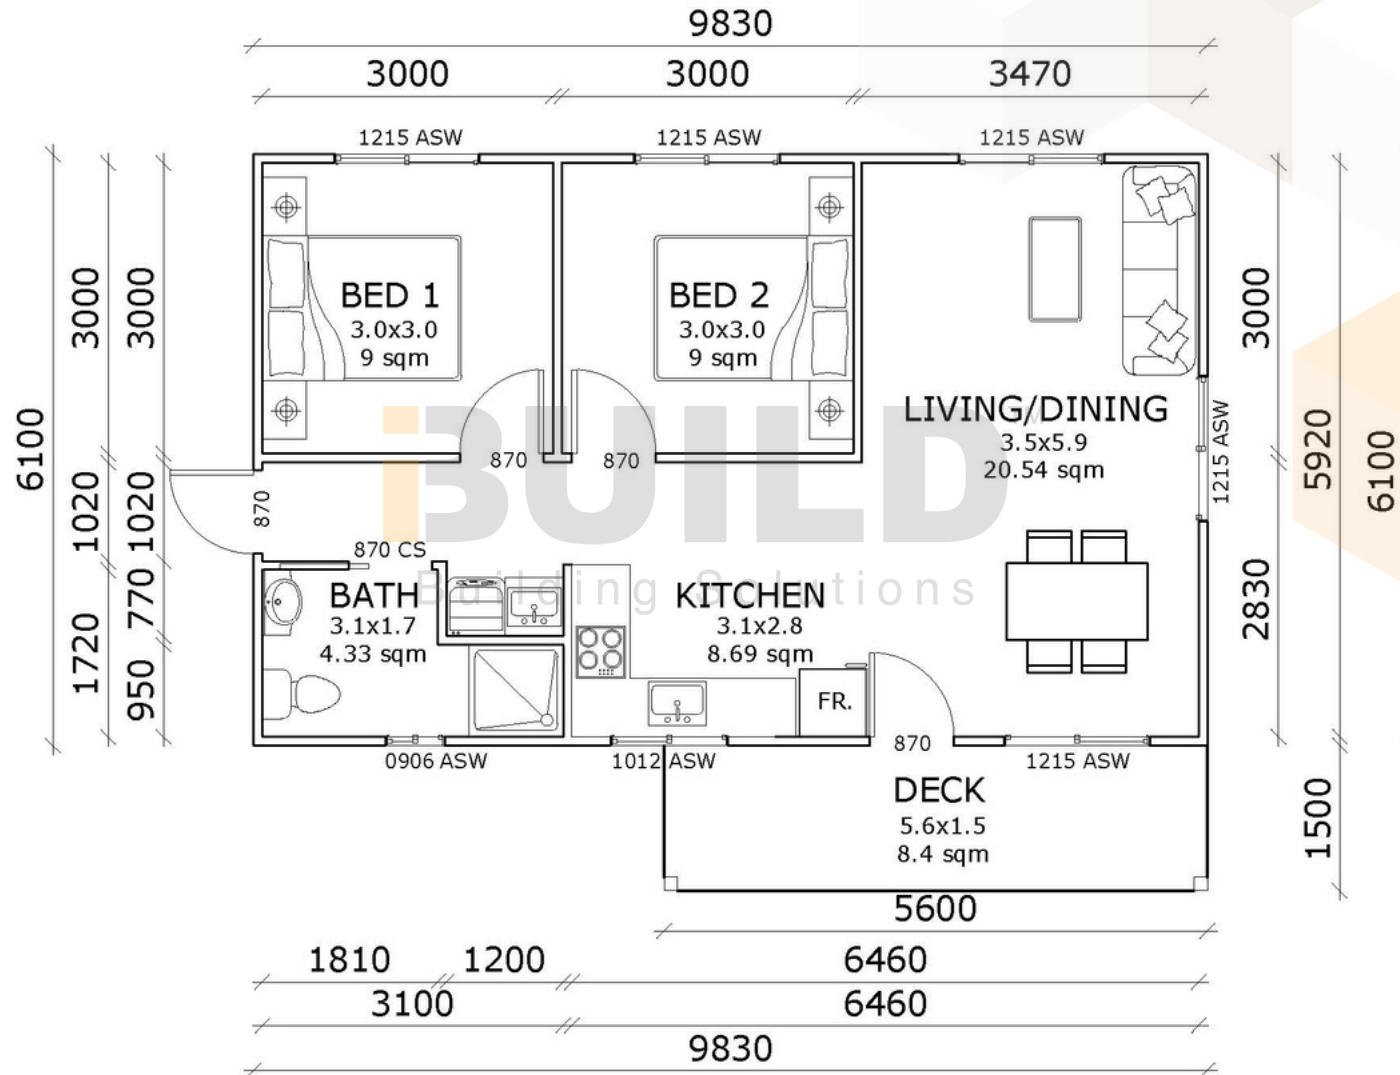 9830
3000 3000 3470
1215 ASW 1215 ASW 1215 ASW
6100
3000
3000
1020
1020
1720
770
950
BED 1
3.0x3.0
9 sqm
BED 2
3.0x3.0
9 sqm
LIVING/DINING
3.5x5.9
20.54 sqm
3000
2830
5920
6100
1500
1215 ASW
870 870
870
870 CS
iBUILD
TM
Building Solutions
BATH
3.1x1.7
4.33 sqm
KITCHEN
3.1x2.8
8.69 sqm
FR.
870
0906 ASW 1012 ASW 1215 ASW
DECK
5.6x1.5
8.4 sqm
5600
1810 1200 6460
3100 6460
9830